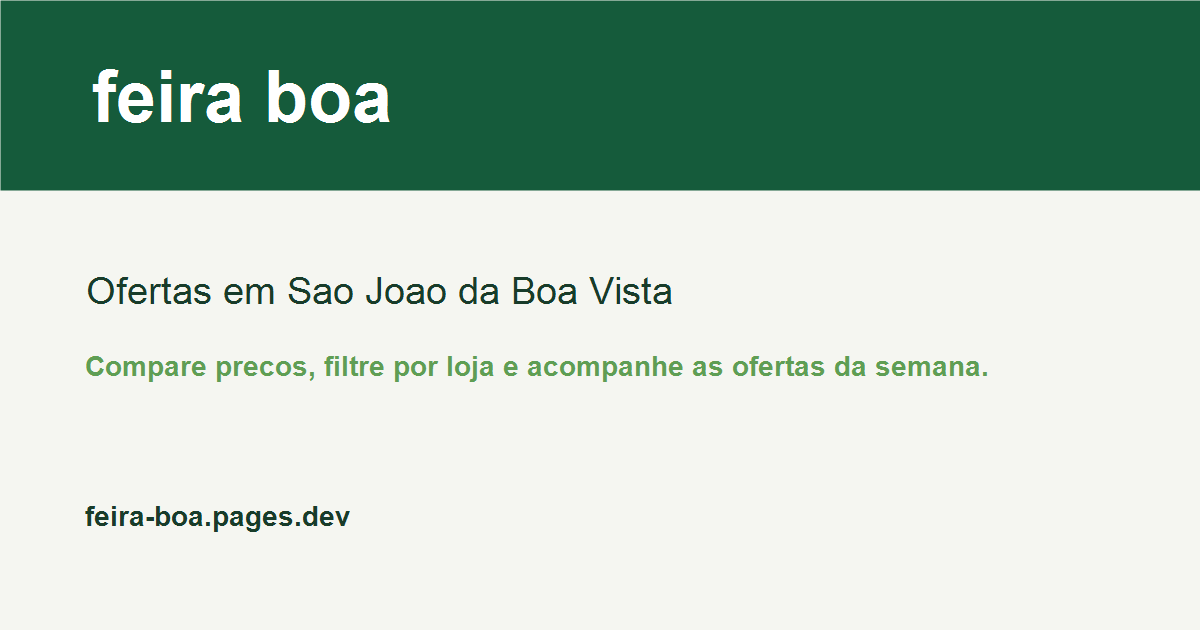 feira boa
Ofertas em Sao Joao da Boa Vista
Compare precos, filtre por loja e acompanhe as ofertas da semana.
feira-boa.pages.dev